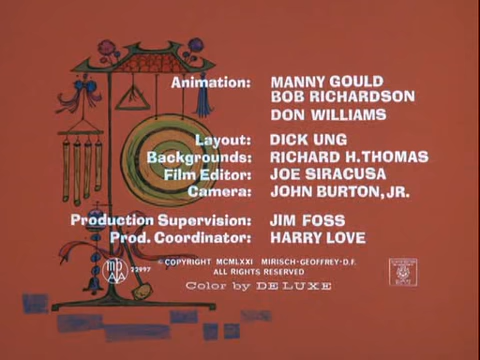 Animation: MANNY GOULD
BOB RICHARDSON
DON WILLIAMS
Layout: DICK UNG
Backgrounds: RICHARD H. THOMAS
Film Editor: JOE SIRACUSA
Camera: JOHN BURTON, JR.
Production Supervision: JIM FOSS
Prod. Coordinator: HARRY LOVE
©COPYRIGHT MCMLXXI MIRISCH-GEOFFREY-D.F.
ALL RIGHTS RESERVED
22997
Color by DE LUXE